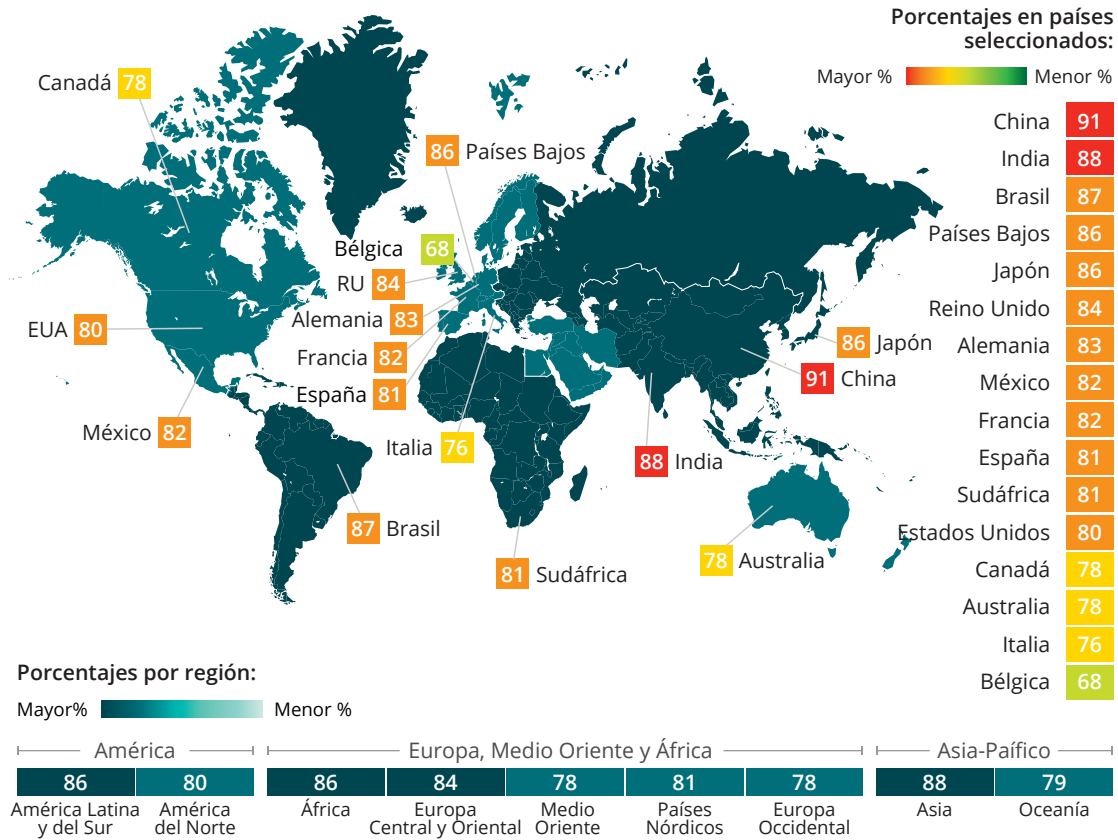 Porcentajes en países
seleccionados:
Mayor % Menor %
China 91
India 88
Brasil 87
Países Bajos 86
Japón 86
Reino Unido 84
Alemania 83
México 82
Francia 82
España 81
Sudáfrica 81
Estados Unidos 80
Canadá 78
Australia 78
Italia 76
Bélgica 68
Canadá 78
86 Países Bajos
Bélgica 68
RU 84
Alemania 83
EUA 80
Francia 82
España 81
México 82
Italia 76
86 Japón
91 China
88 India
87 Brasil
81 Sudáfrica
78 Australia
Porcentajes por región:
Mayor% Menor %
América
86 80
América Latina
y del Sur
América
del Norte
Europa, Medio Oriente y África
86 84 78 81 78
África
Europa
Central y Oriental
Medio
Oriente
Países
Nórdicos
Europa
Occidental
Asia-Paífico
88 79
Asia Oceanía